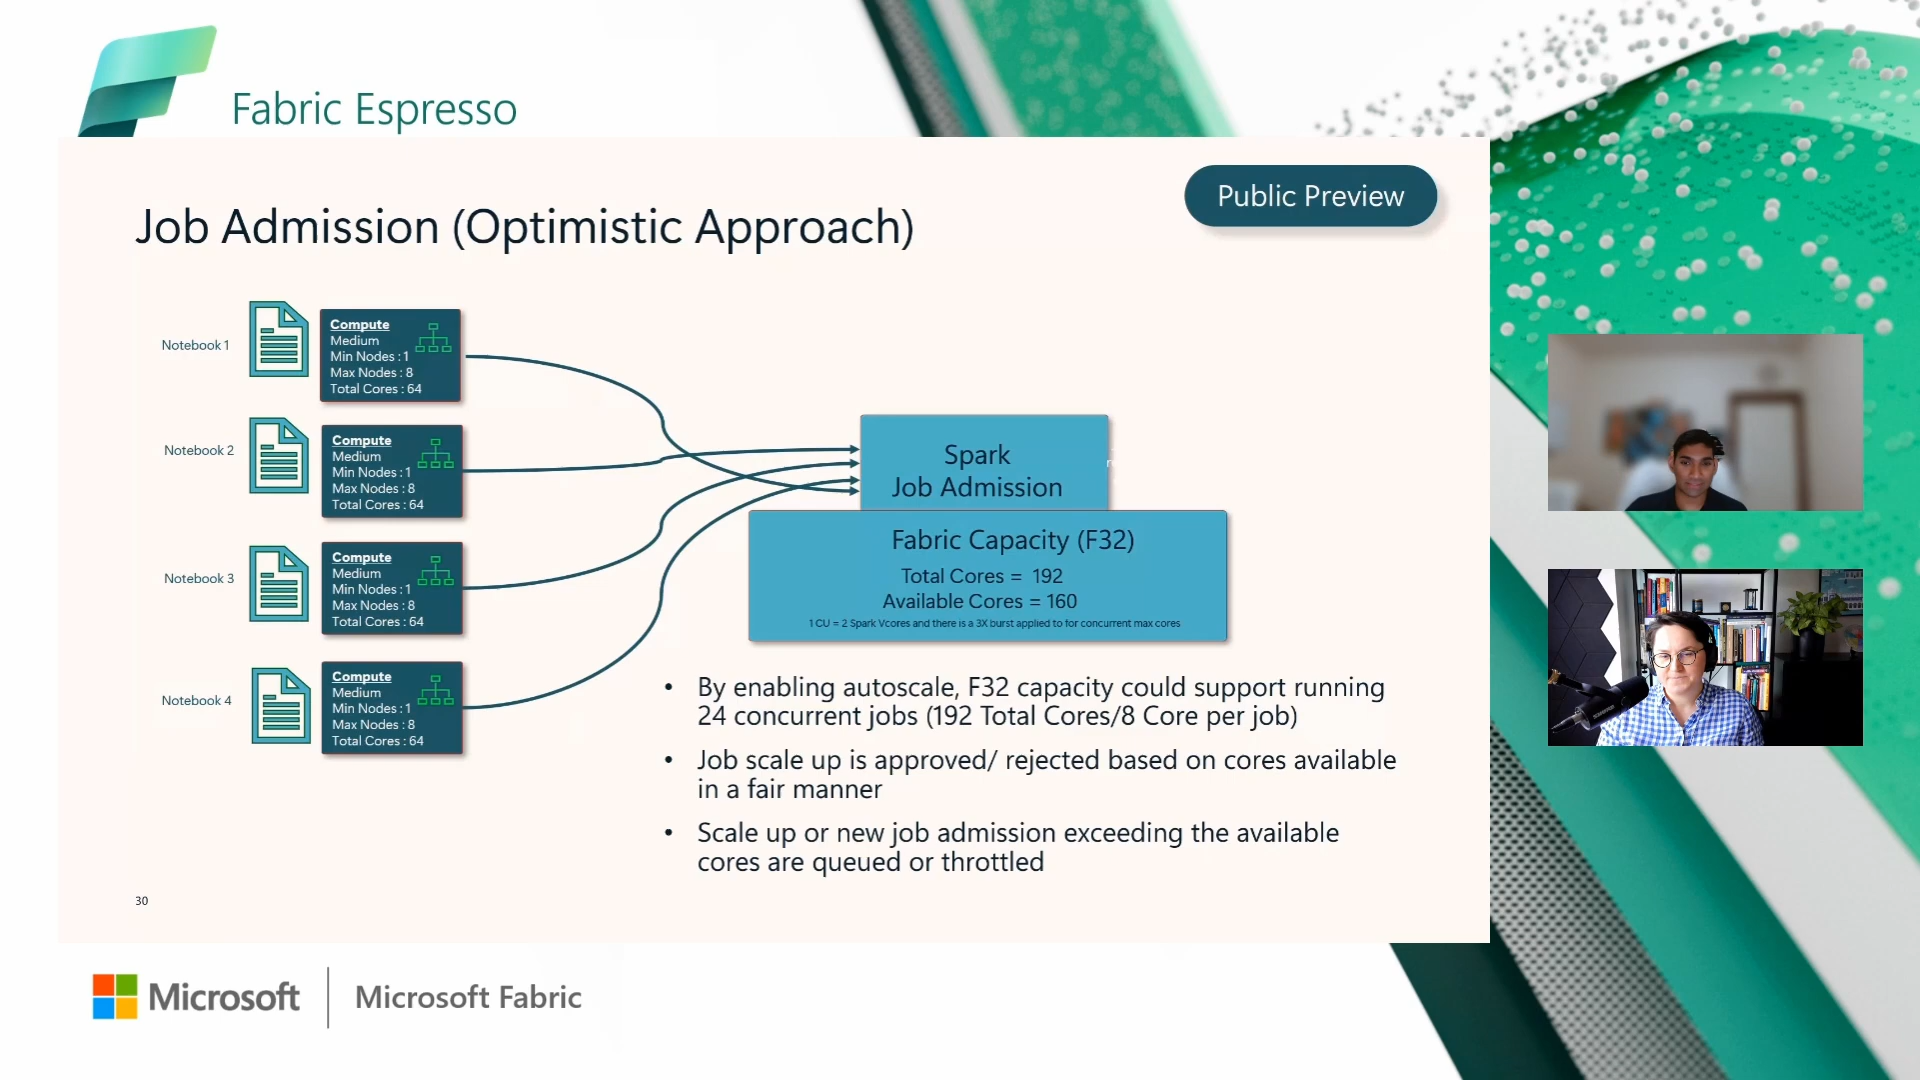 Fabric Espresso
Public Preview
Job Admission (Optimistic Approach)
Notebook 1
Compute
Medium
Min Nodes : 1
Max Nodes : 8
Total Cores : 64
Notebook 2
Compute
Medium
Min Nodes : 1
Max Nodes : 8
Total Cores : 64
Notebook 3
Compute
Medium
Min Nodes : 1
Max Nodes : 8
Total Cores : 64
Notebook 4
Compute
Medium
Min Nodes : 1
Max Nodes : 8
Total Cores : 64
Spark
Job Admission
Fabric Capacity (F32)
Total Cores = 192
Available Cores = 160
1 CU = 2 Spark Vcores and there is a 3X burst applied to for concurrent max cores
• By enabling autoscale, F32 capacity could support running
24 concurrent jobs (192 Total Cores/8 Core per job)
• Job scale up is approved/ rejected based on cores available
in a fair manner
• Scale up or new job admission exceeding the available
cores are queued or throttled
30
Microsoft
Microsoft Fabric